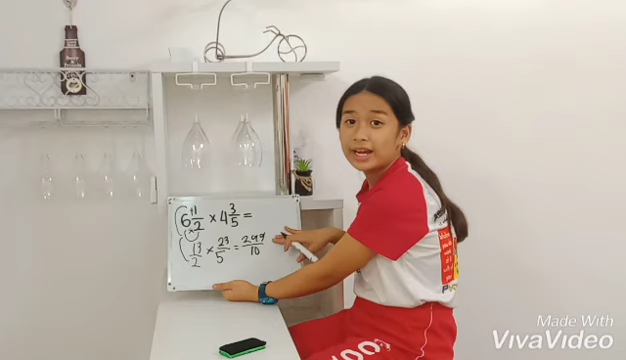 6 1/2 × 4 3/5 =
13/2 × 23/5 = 299/10
Made With
VivaVideo